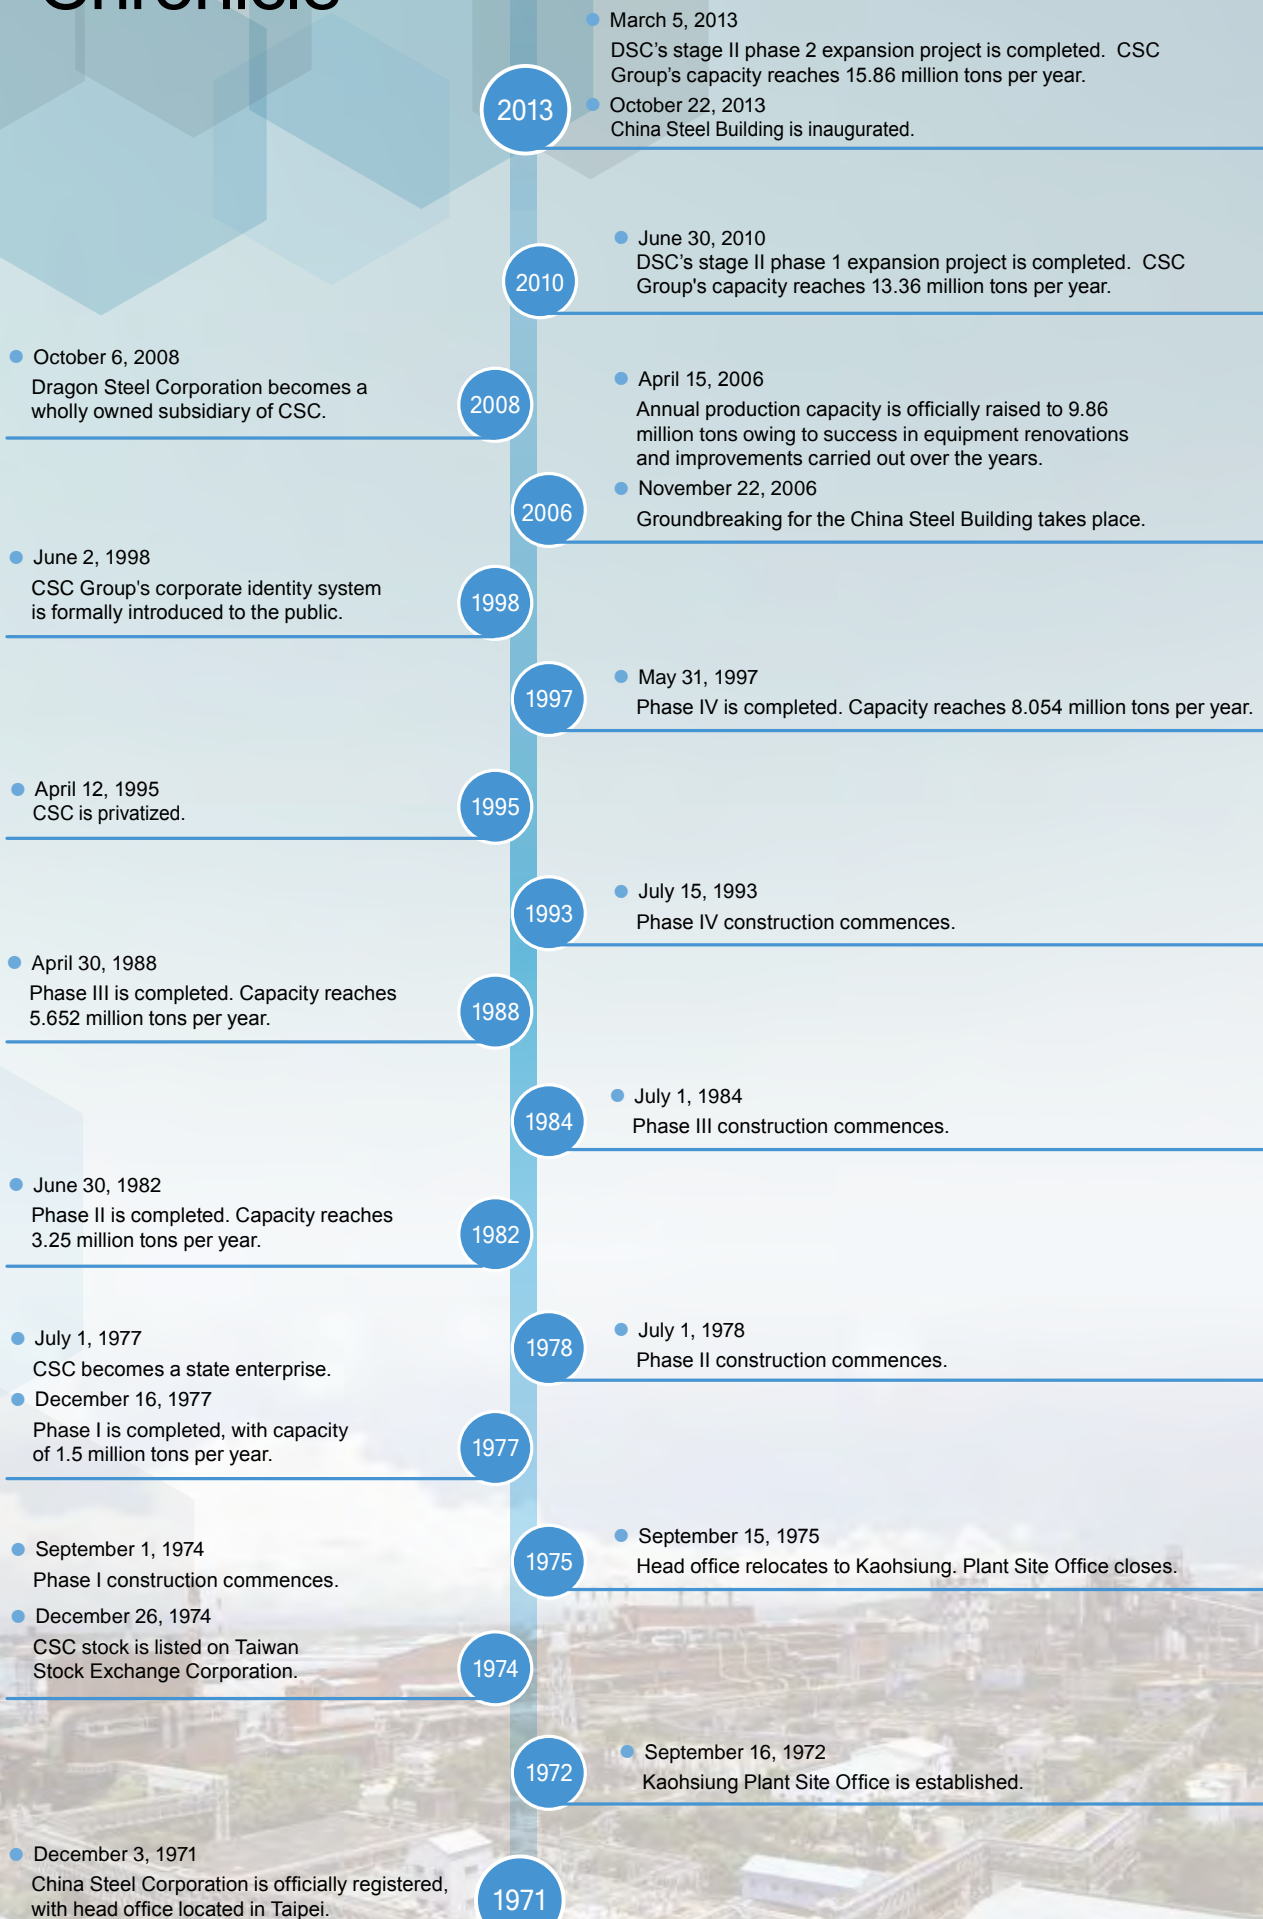 March 5, 2013
DSC’s stage II phase 2 expansion project is completed.  CSC
Group’s capacity reaches 15.86 million tons per year.
2013
October 22, 2013
China Steel Building is inaugurated.
June 30, 2010
DSC’s stage II phase 1 expansion project is completed.  CSC
Group's capacity reaches 13.36 million tons per year.
2010
October 6, 2008
Dragon Steel Corporation becomes a
wholly owned subsidiary of CSC.
2008
April 15, 2006
Annual production capacity is officially raised to 9.86
million tons owing to success in equipment renovations
and improvements carried out over the years.
November 22, 2006
Groundbreaking for the China Steel Building takes place.
2006
June 2, 1998
CSC Group's corporate identity system
is formally introduced to the public.
1998
May 31, 1997
Phase IV is completed. Capacity reaches 8.054 million tons per year.
1997
April 12, 1995
CSC is privatized.
1995
July 15, 1993
Phase IV construction commences.
1993
April 30, 1988
Phase III is completed. Capacity reaches
5.652 million tons per year.
1988
July 1, 1984
Phase III construction commences.
1984
June 30, 1982
Phase II is completed. Capacity reaches
3.25 million tons per year.
1982
July 1, 1978
Phase II construction commences.
1978
July 1, 1977
CSC becomes a state enterprise.
December 16, 1977
Phase I is completed, with capacity
of 1.5 million tons per year.
1977
September 15, 1975
Head office relocates to Kaohsiung. Plant Site Office closes.
1975
September 1, 1974
Phase I construction commences.
December 26, 1974
CSC stock is listed on Taiwan
Stock Exchange Corporation.
1974
September 16, 1972
Kaohsiung Plant Site Office is established.
1972
December 3, 1971
China Steel Corporation is officially registered,
with head office located in Taipei.
1971